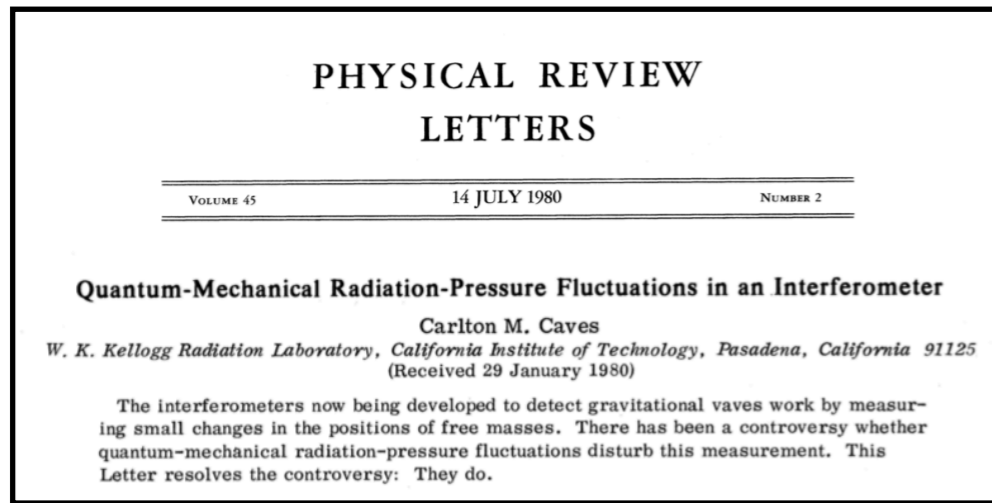 PHYSICAL REVIEW
LETTERS
VOLUME 45 14 JULY 1980 NUMBER 2
Quantum-Mechanical Radiation-Pressure Fluctuations in an Interferometer
Carlton M. Caves
W. K. Kellogg Radiation Laboratory, California Institute of Technology, Pasadena, California 91125
(Received 29 January 1980)
The interferometers now being developed to detect gravitational vaves work by measur-
ing small changes in the positions of free masses. There has been a controversy whether
quantum-mechanical radiation-pressure fluctuations disturb this measurement. This
Letter resolves the controversy: They do.